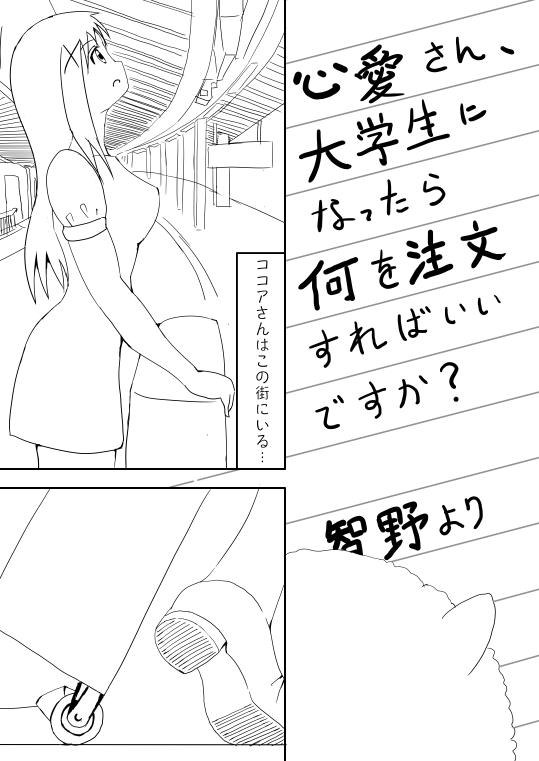 心愛さん、
大学生に
なったら
何を注文
すればいい
ですか？
智野より
ココアさんはこの街にいる…